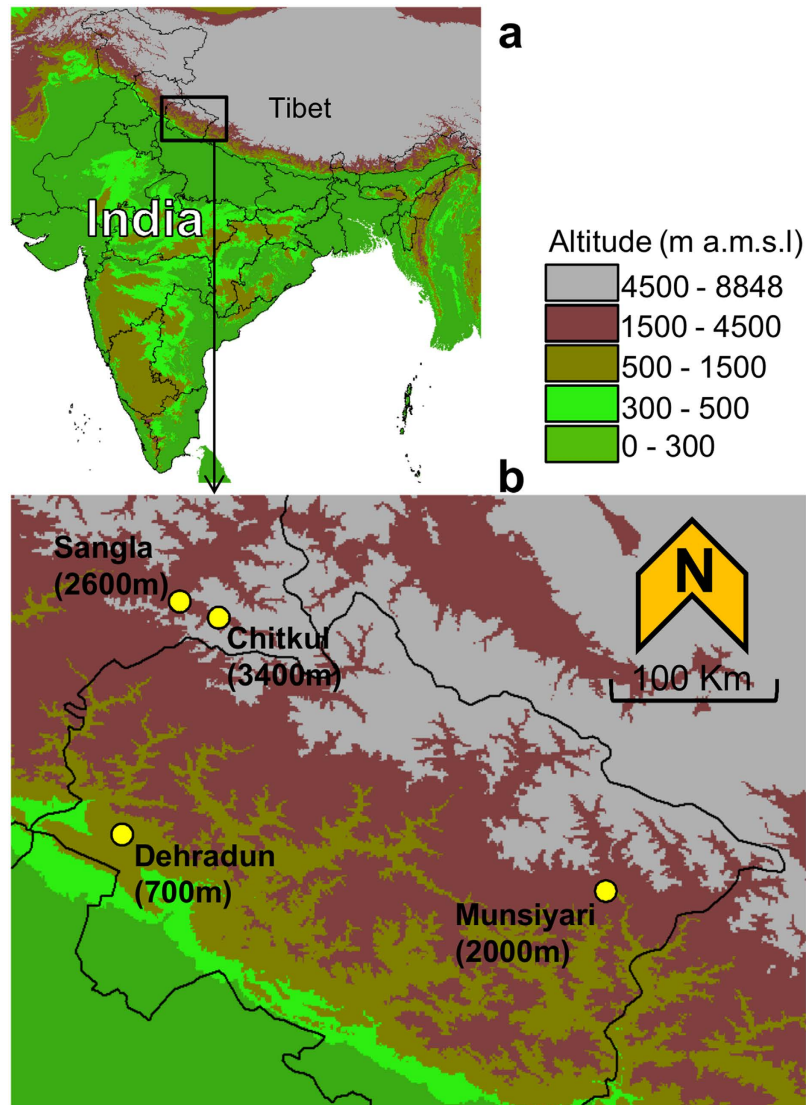 a
Tibet
India
Altitude (m a.m.s.l)
4500 - 8848
1500 - 4500
500 - 1500
300 - 500
0 - 300
b
Sangla
(2600m)
Chitkul
(3400m)
N
100 Km
Dehradun
(700m)
Munsiyari
(2000m)